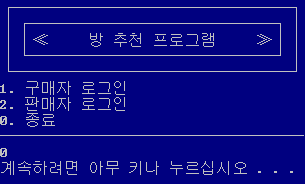 ≪ 방 추천 프로그램 ≫
1. 구매자 로그인
2. 판매자 로그인
0. 종료
0
계속하려면 아무 키나 누르십시오 . . .